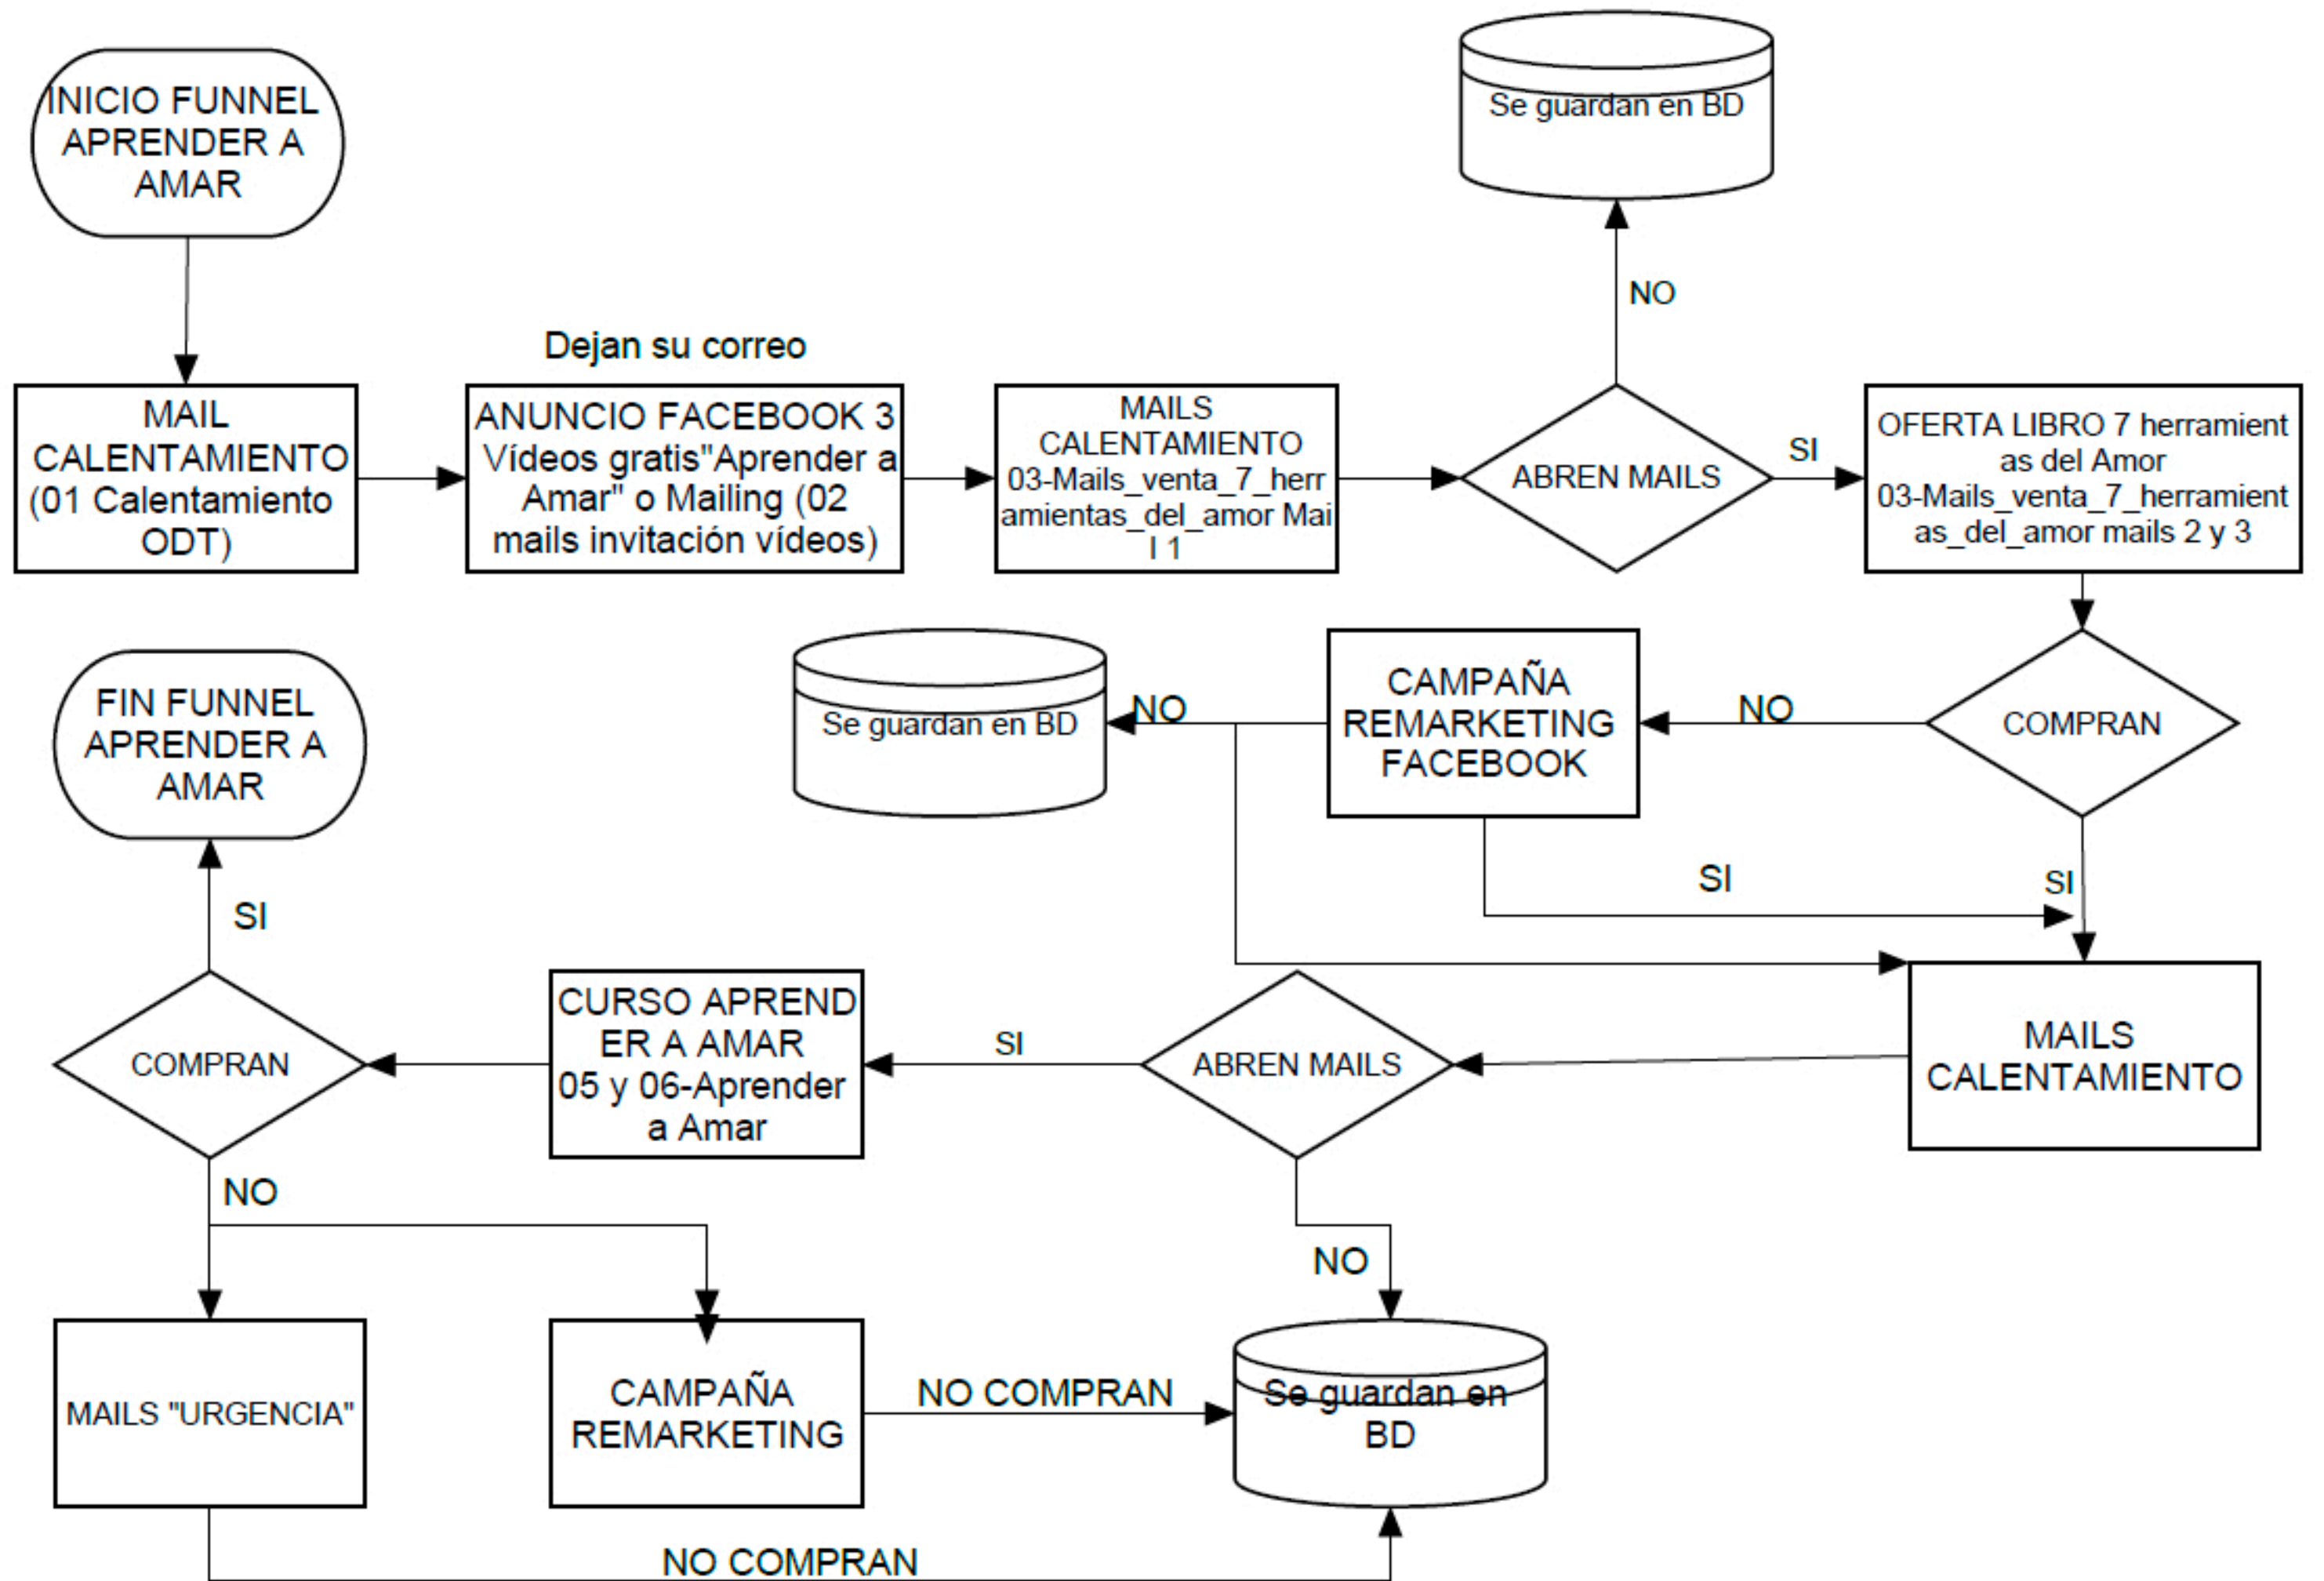 INICIO FUNNEL
APRENDER A
AMAR
Se guardan en BD
NO
Dejan su correo
MAIL
CALENTAMIENTO
(01 Calentamiento
ODT)
ANUNCIO FACEBOOK 3
Vídeos gratis"Aprender a
Amar" o Mailing (02
mails invitación vídeos)
MAILS
CALENTAMIENTO
03-Mails_venta_7_herr
amientas_del_amor Mai
l 1
ABREN MAILS
SI
OFERTA LIBRO 7 herramient
as del Amor
03-Mails_venta_7_herramient
as_del_amor mails 2 y 3
FIN FUNNEL
APRENDER A
AMAR
Se guardan en BD
NO
CAMPAÑA
REMARKETING
FACEBOOK
NO
COMPRAN
SI
SI
SI
COMPRAN
CURSO APREND
ER A AMAR
05 y 06-Aprender
a Amar
SI
ABREN MAILS
MAILS
CALENTAMIENTO
NO
NO
MAILS "URGENCIA"
CAMPAÑA
REMARKETING
NO COMPRAN
Se guardan en
BD
NO COMPRAN